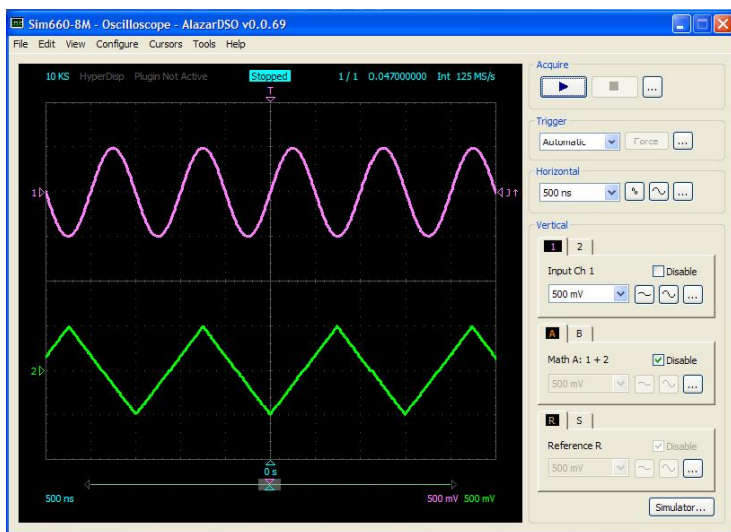 Sim660-8M - Oscilloscope - AlazarDSO v0.0.69
File Edit View Configure Cursors Tools Help
10 KS HyperDisp Plugin Not Active Stopped 1 / 1 0.047000000 Int 125 MS/s
T
1
J↑
2
0 s
500 ns 500 mV 500 mV
Acquire
...
Trigger
Automatic Force ...
Horizontal
500 ns ...
Vertical
1 2
Input Ch 1 Disable
500 mV ...
A B
Math A: 1 + 2 Disable
500 mV ...
R S
Reference R Disable
500 mV ...
Simulator...